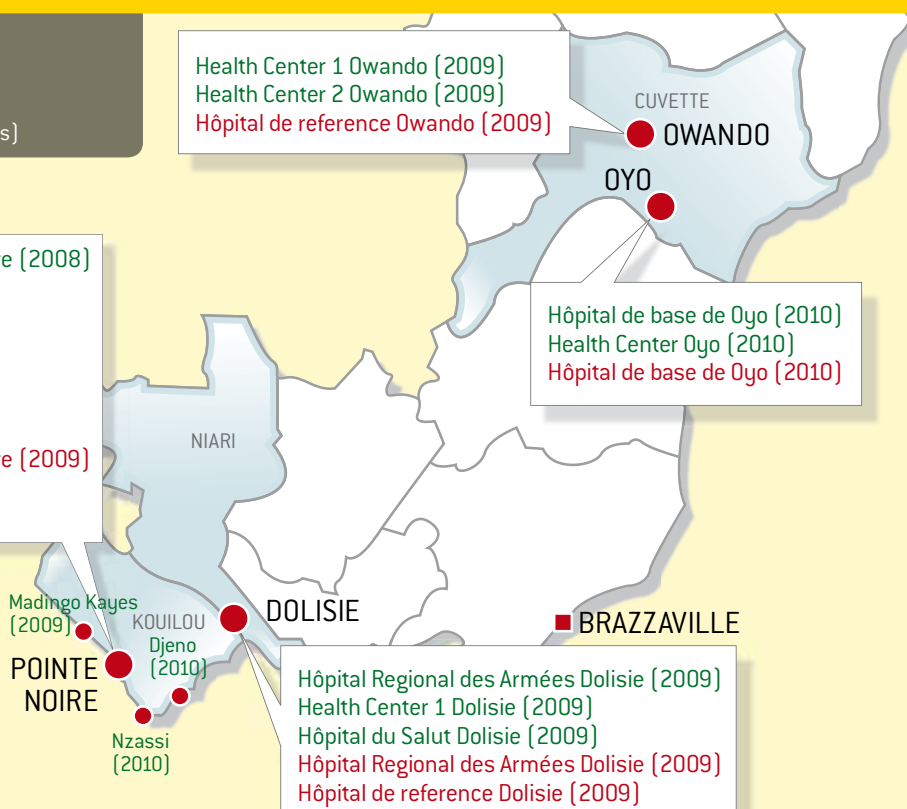 s)
Health Center 1 Owando (2009)
Health Center 2 Owando (2009)
Hôpital de reference Owando (2009)
CUVETTE
OWANDO
OYO
e (2008)
Hôpital de base de Oyo (2010)
Health Center Oyo (2010)
Hôpital de base de Oyo (2010)
NIARI
e (2009)
Madingo Kayes
(2009)
KOUILOU
DOLISIE
BRAZZAVILLE
Djeno
(2010)
POINTE
NOIRE
Nzassi
(2010)
Hôpital Regional des Armées Dolisie (2009)
Health Center 1 Dolisie (2009)
Hôpital du Salut Dolisie (2009)
Hôpital Regional des Armées Dolisie (2009)
Hôpital de reference Dolisie (2009)